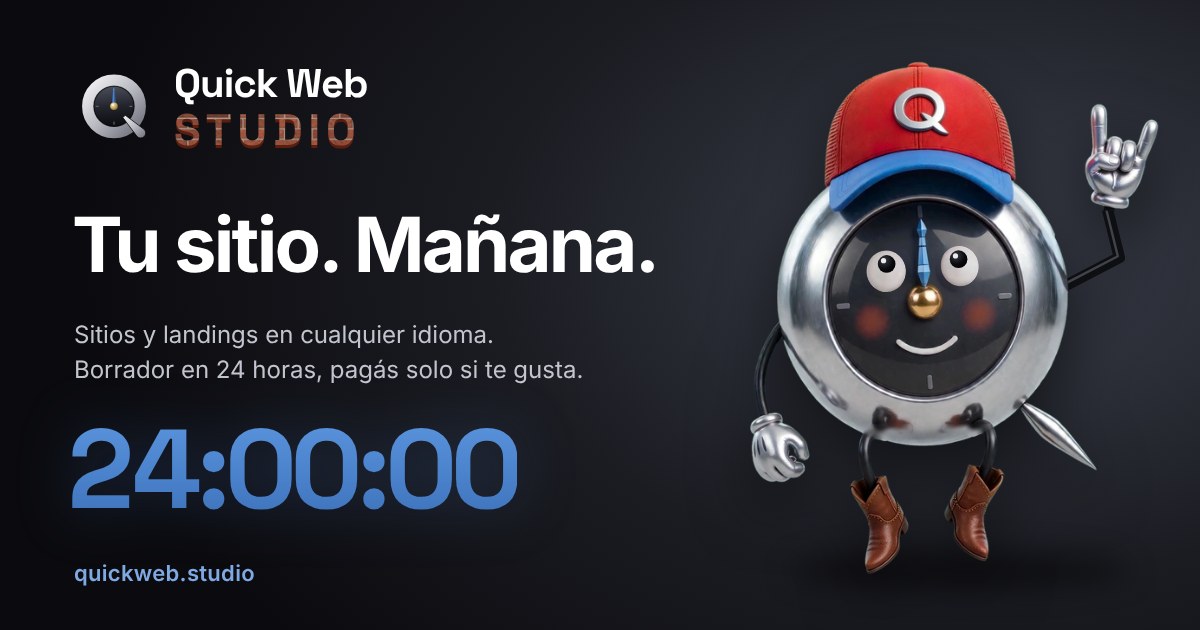 Quick Web
STUDIO
Tu sitio. Mañana.
Sitios y landings en cualquier idioma.
Borrador en 24 horas, pagás solo si te gusta.
24:00:00
quickweb.studio
Q